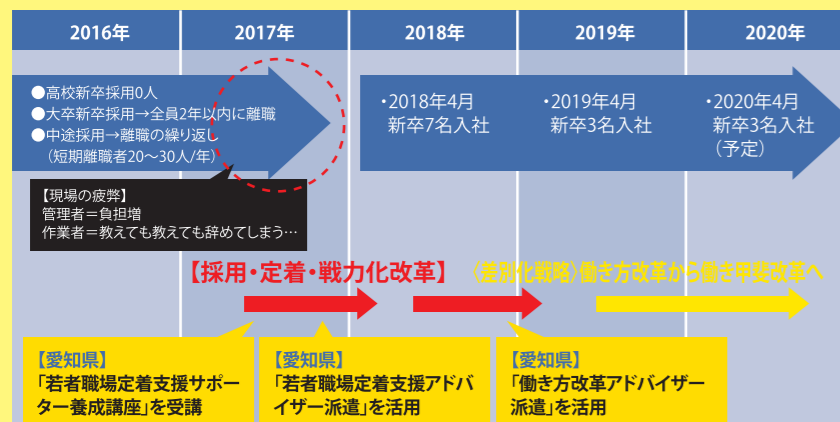 2016年
2017年
2018年
2019年
2020年
●高校新卒採用0人
●大卒新卒採用→全員2年以内に離職
●中途採用→離職の繰り返し
（短期離職者20〜30人/年）
・2018年4月
新卒7名入社
・2019年4月
新卒3名入社
・2020年4月
新卒3名入社
（予定）
【現場の疲弊】
管理者＝負担増
作業者＝教えても教えても辞めてしまう…
【採用・定着・戦力化改革】
〈差別化戦略〉働き方改革から働き甲斐改革へ
【愛知県】
「若者職場定着支援サポー
ター養成講座」を受講
【愛知県】
「若者職場定着支援アドバ
イザー派遣」を活用
【愛知県】
「働き方改革アドバイザー
派遣」を活用